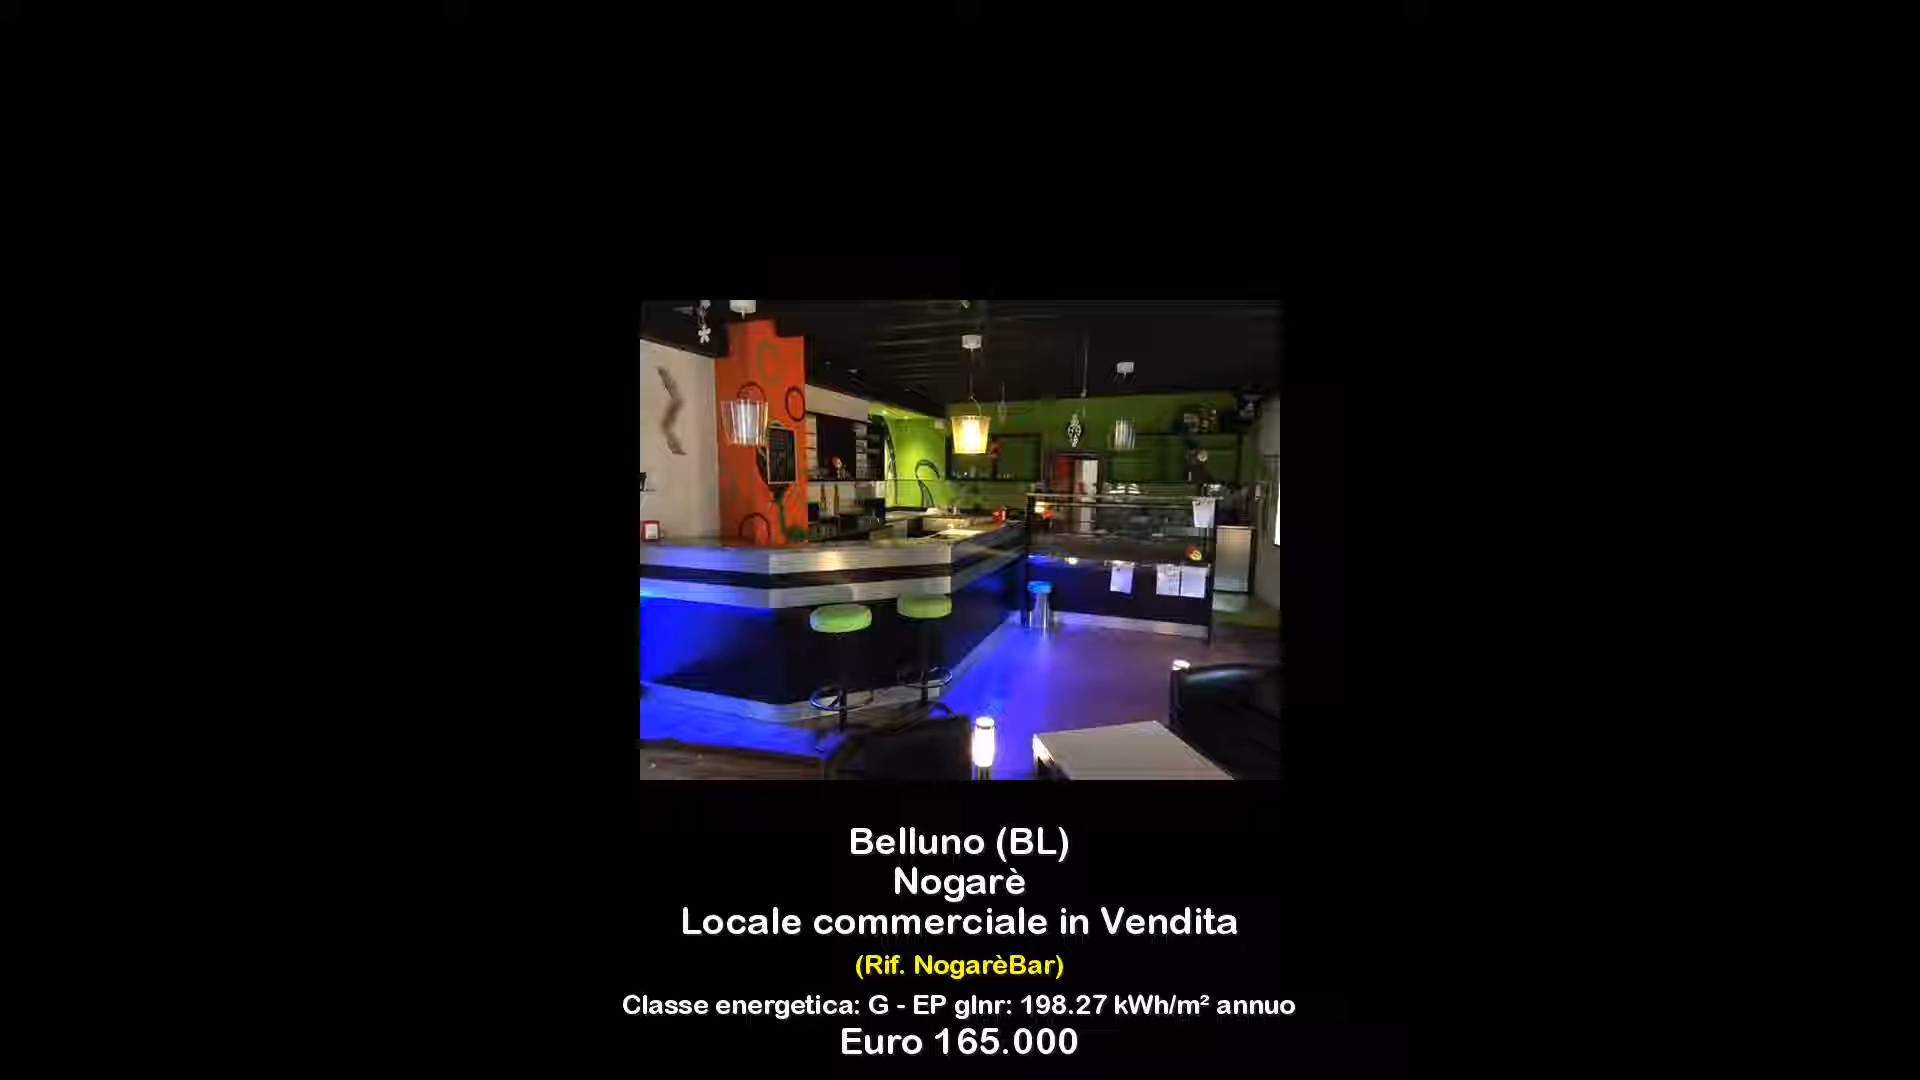 Belluno (BL)
Nogarè
Locale commerciale in Vendita
(Rif. NogarèBar)
Classe energetica: G - EP glnr: 198.27 kWh/m² annuo
Euro 165.000